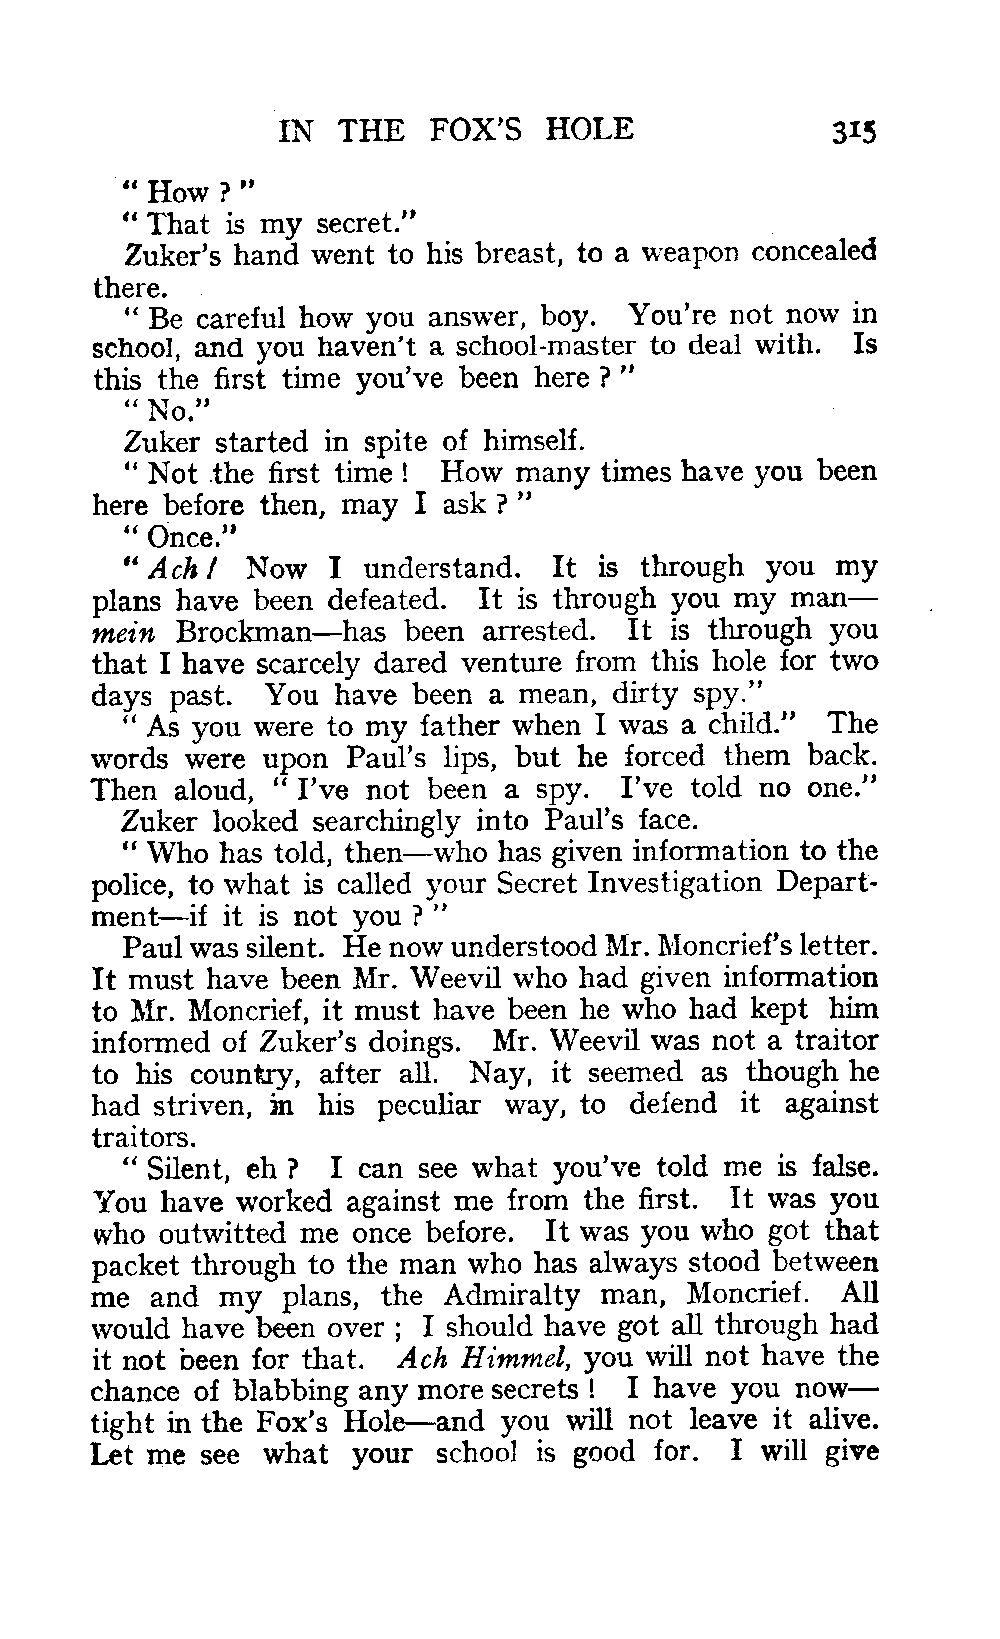 IN THE FOX'S HOLE 315
" How ? "
" That is my secret."
Zuker's hand went to his breast, to a weapon concealed
there.
" Be careful how you answer, boy. You're not now in
school, and you haven't a school-master to deal with. Is
this the first time you've been here ? "
" No."
Zuker started in spite of himself.
" Not the first time ! How many times have you been
here before then, may I ask ? "
" Once."
" Ach ! Now I understand. It is through you my
plans have been defeated. It is through you my man—
mein Brockman—has been arrested. It is through you
that I have scarcely dared venture from this hole for two
days past. You have been a mean, dirty spy."
" As you were to my father when I was a child." The
words were upon Paul's lips, but he forced them back.
Then aloud, " I've not been a spy. I've told no one."
Zuker looked searchingly into Paul's face.
" Who has told, then—who has given information to the
police, to what is called your Secret Investigation Depart-
ment—if it is not you ? "
Paul was silent. He now understood Mr. Moncrief's letter.
It must have been Mr. Weevil who had given information
to Mr. Moncrief, it must have been he who had kept him
informed of Zuker's doings. Mr. Weevil was not a traitor
to his country, after all. Nay, it seemed as though he
had striven, in his peculiar way, to defend it against
traitors.
" Silent, eh ? I can see what you've told me is false.
You have worked against me from the first. It was you
who outwitted me once before. It was you who got that
packet through to the man who has always stood between
me and my plans, the Admiralty man, Moncrief. All
would have been over ; I should have got all through had
it not been for that. Ach Himmel, you will not have the
chance of blabbing any more secrets ! I have you now—
tight in the Fox's Hole—and you will not leave it alive.
Let me see what your school is good for. I will give